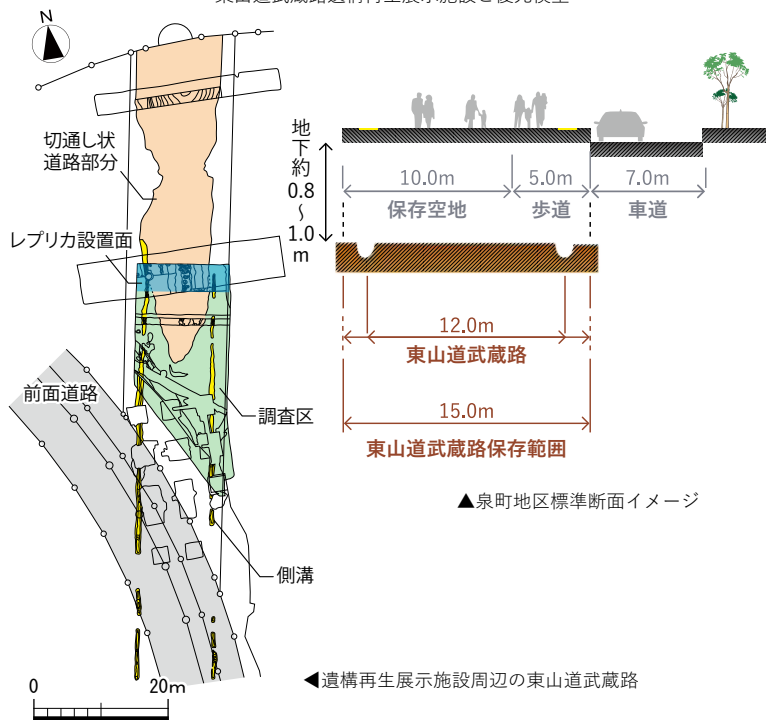 N
切通し状
道路部分
レプリカ設置面
前面道路
調査区
側溝
0 20m
◀遺構再生展示施設周辺の東山道武蔵路
地下約
0.8
～
1.0
m
10.0m 5.0m 7.0m
保存空地 歩道 車道
12.0m
東山道武蔵路
15.0m
東山道武蔵路保存範囲
▲泉町地区標準断面イメージ